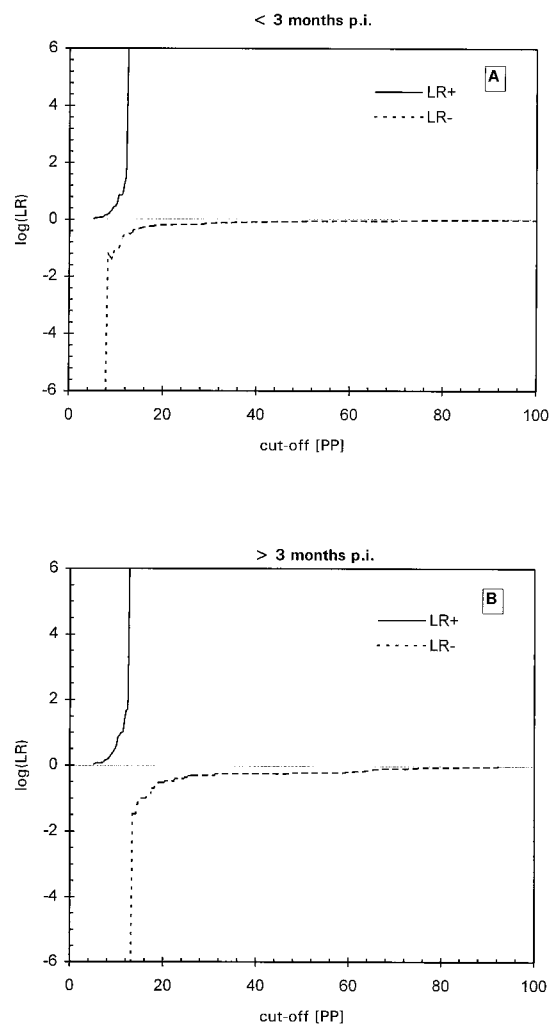 < 3 months p.i.
6
4
2
0
-2
-4
-6
log(LR)
A
LR+
LR-
0 20 40 60 80 100
cut-off [PP]
> 3 months p.i.
6
4
2
0
-2
-4
-6
log(LR)
B
LR+
LR-
0 20 40 60 80 100
cut-off [PP]